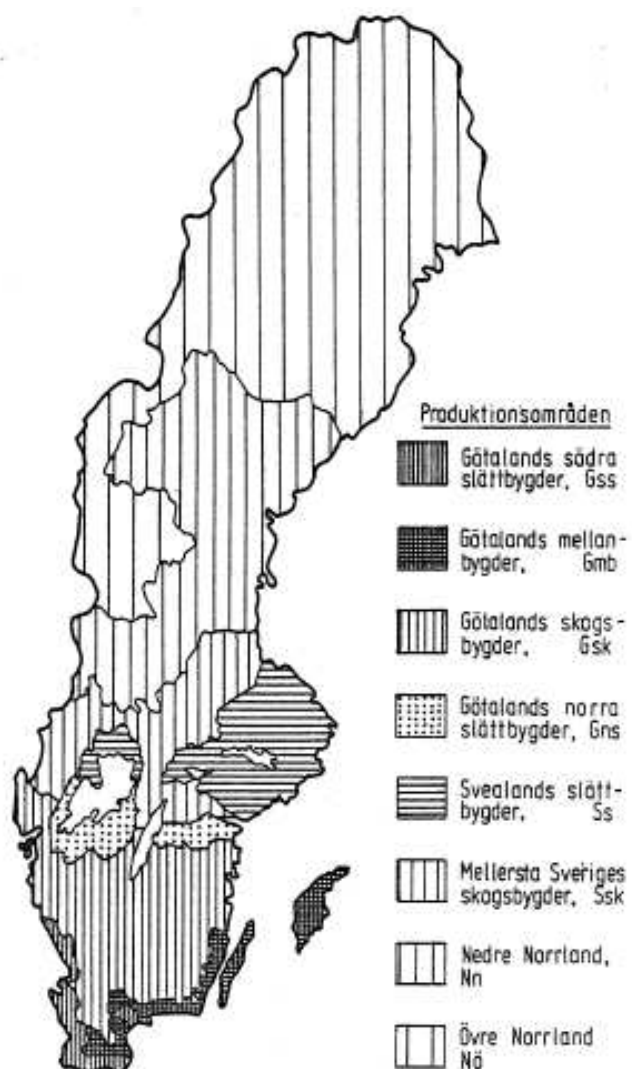 Produktionsområden
Götalands södra
slättbygder, Gss
Götalands mellan-
bygder, Gmb
Götalands skogs-
bygder, Gsk
Götalands norra
slättbygder, Gns
Svealands slätt-
bygder, Ss
Mellersta Sveriges
skogsbygder, Ssk
Nedre Norrland,
Nn
Övre Norrland
Nö